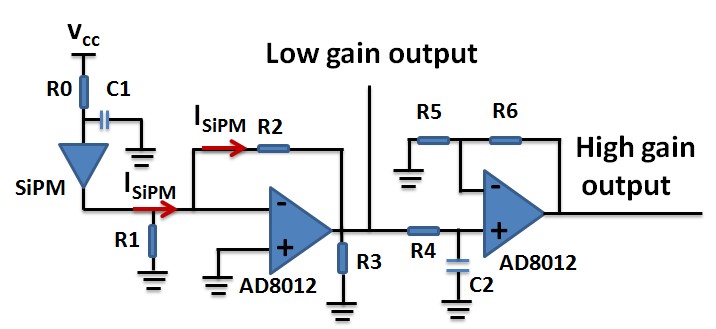 Vcc
Low gain output
R0
C1
ISiPM
R2
R5
R6
High gain
output
SiPM
ISiPM
-
-
+
+
R1
R3
R4
AD8012
AD8012
C2